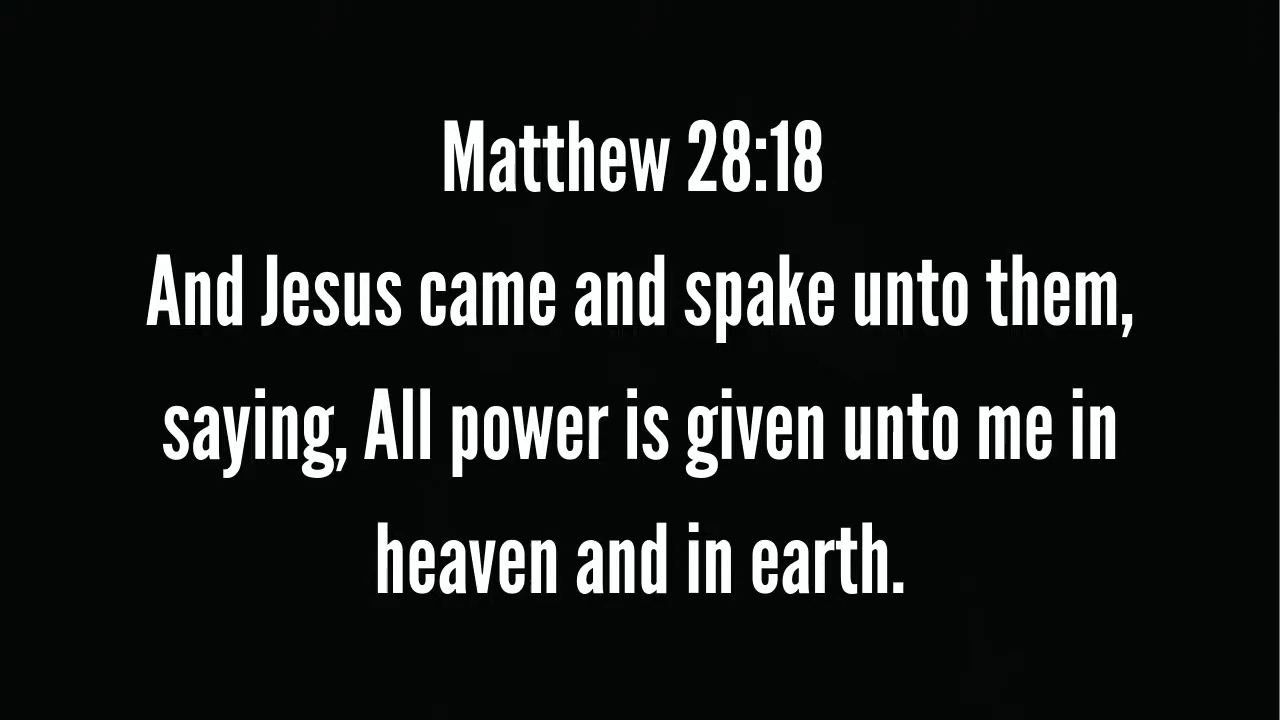 Matthew 28:18
And Jesus came and spake unto them,
saying, All power is given unto me in
heaven and in earth.